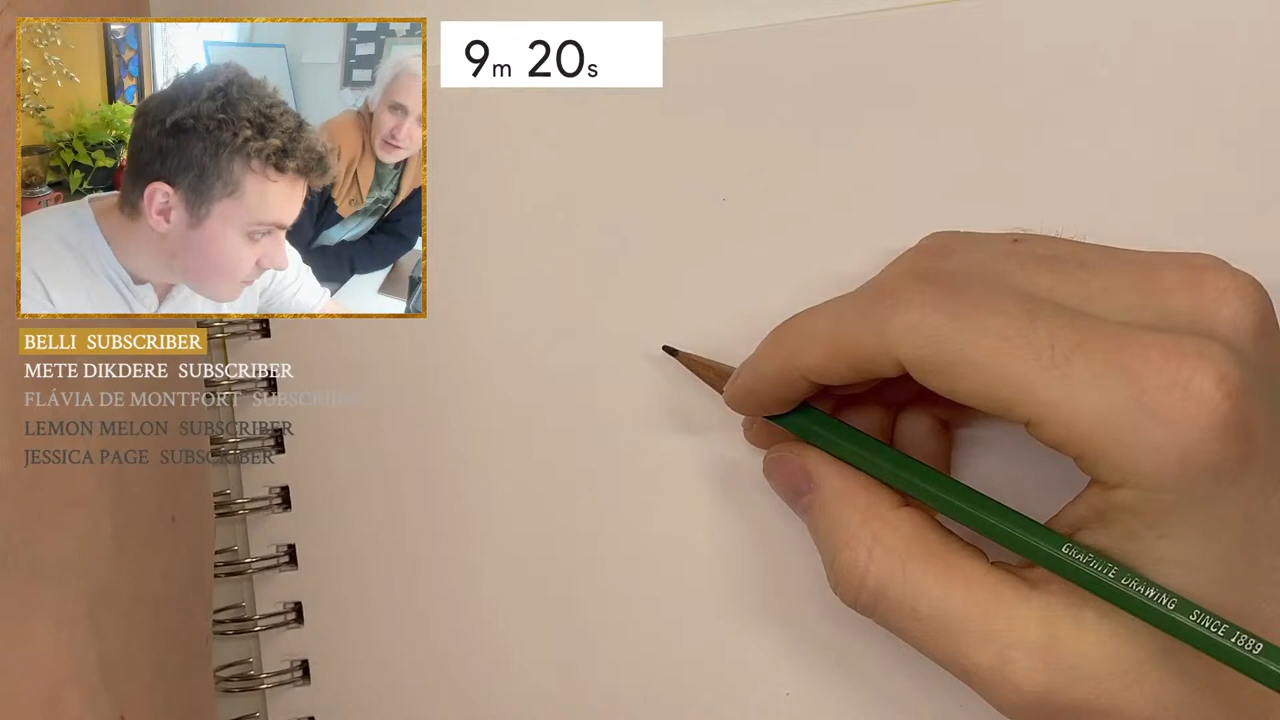 9m 20s
BELLI SUBSCRIBER
METE DIKDERE SUBSCRIBER
FLÁVIA DE MONTFORT SUBSCRIBER
LEMON MELON SUBSCRIBER
JESSICA PAGE SUBSCRIBER
GRAPHITE DRAWING SINCE 1889